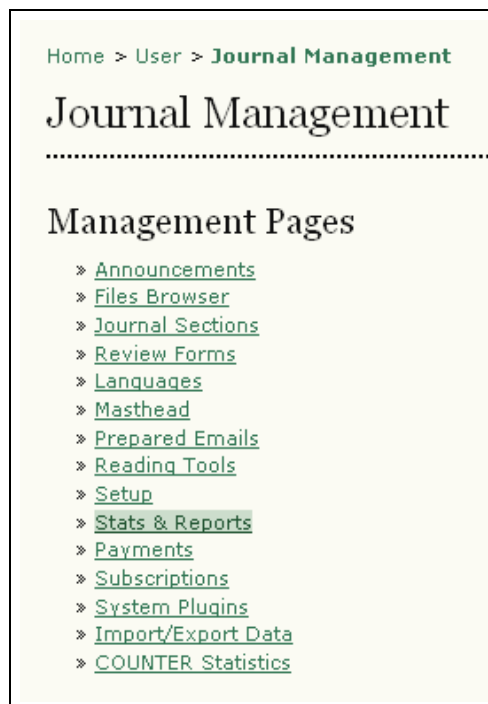 Home > User > Journal Management
Journal Management
Management Pages
» Announcements
» Files Browser
» Journal Sections
» Review Forms
» Languages
» Masthead
» Prepared Emails
» Reading Tools
» Setup
» Stats & Reports
» Payments
» Subscriptions
» System Plugins
» Import/Export Data
» COUNTER Statistics